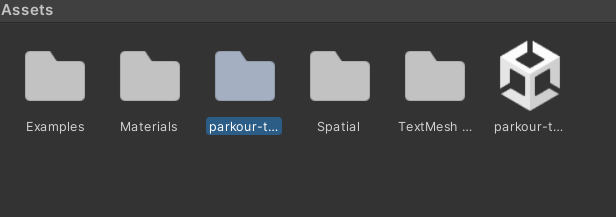 Assets
Examples
Materials
parkour-t...
Spatial
TextMesh ...
parkour-t...